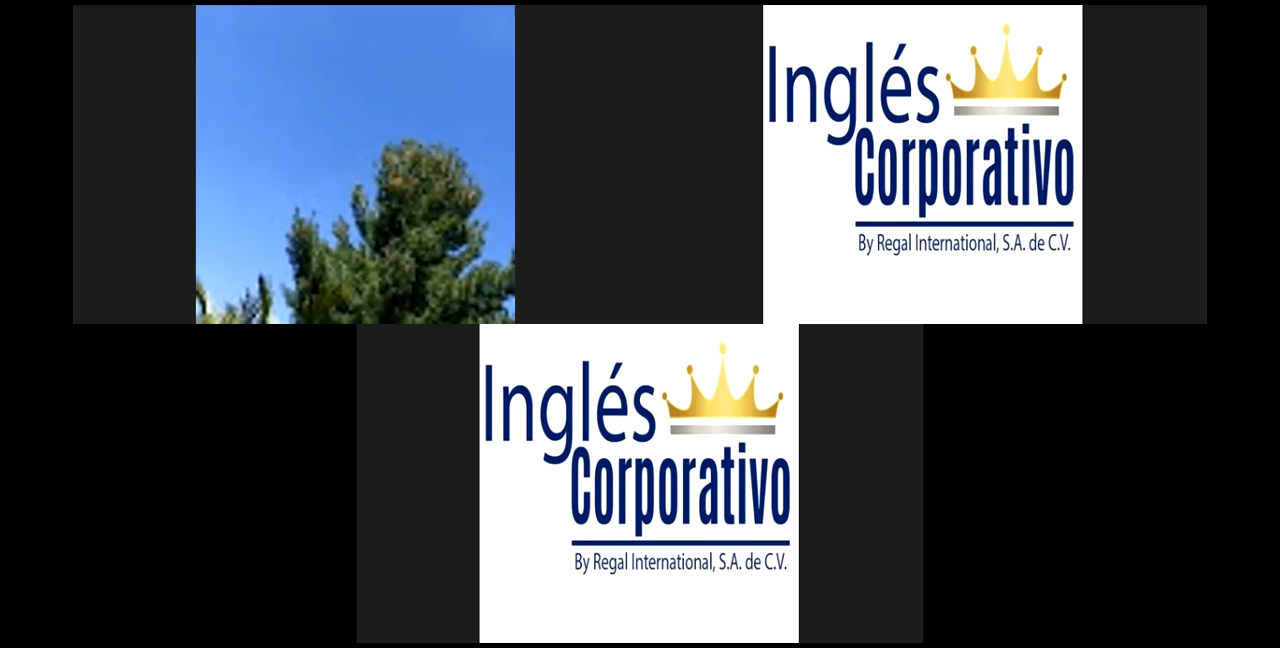 Inglés
Corporativo
By Regal International, S.A. de C.V.
Inglés
Corporativo
By Regal International, S.A. de C.V.